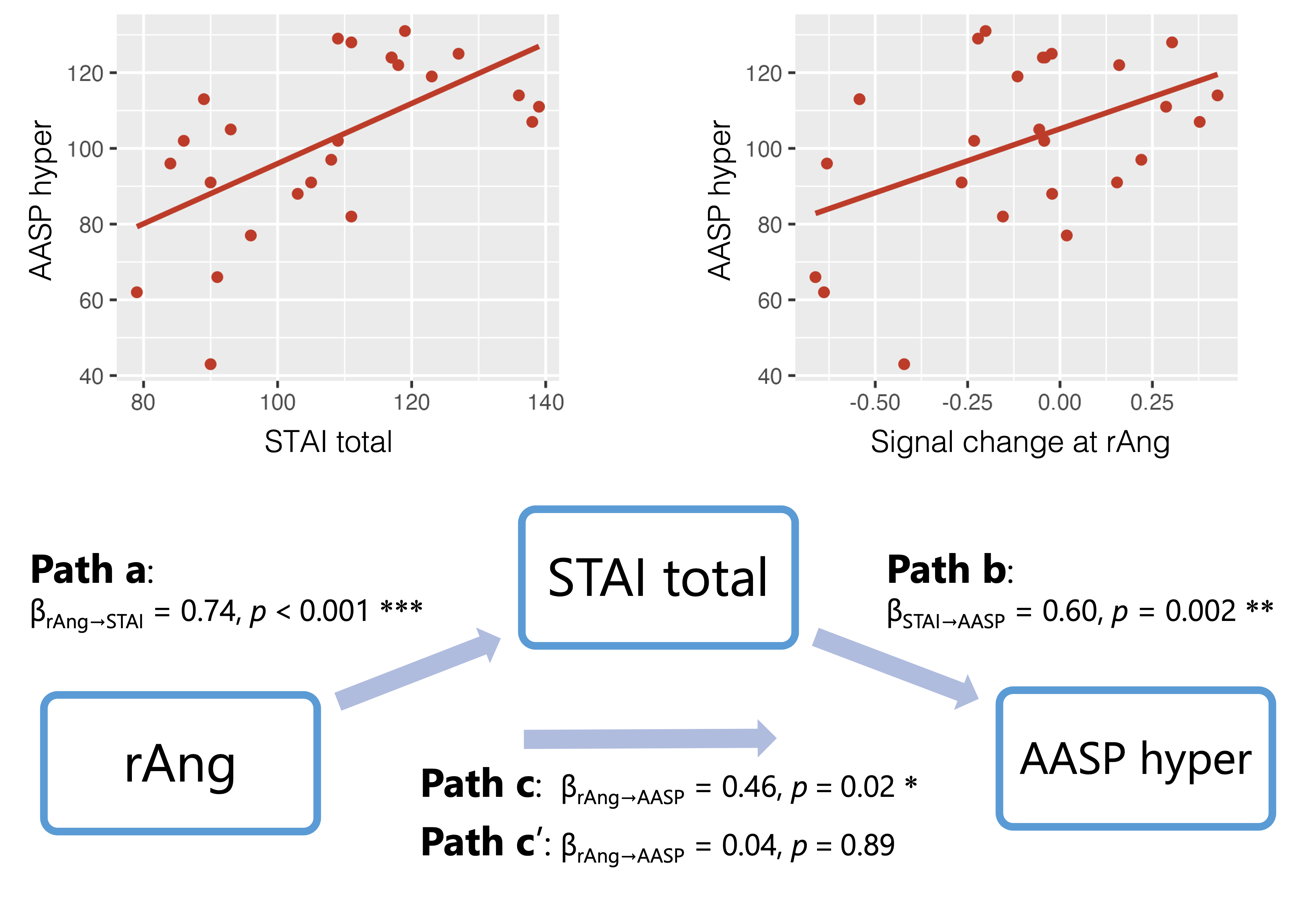 120
100
80
60
40
AASP hyper
80 100 120 140
STAI total
120
100
80
60
40
AASP hyper
-0.50 -0.25 0.00 0.25
Signal change at rAng
Path a:
βrAng→STAI = 0.74, p < 0.001 ***
STAI total
Path b:
βSTAI→AASP = 0.60, p = 0.002 **
rAng
AASP hyper
Path c: βrAng→AASP = 0.46, p = 0.02 *
Path c′: βrAng→AASP = 0.04, p = 0.89